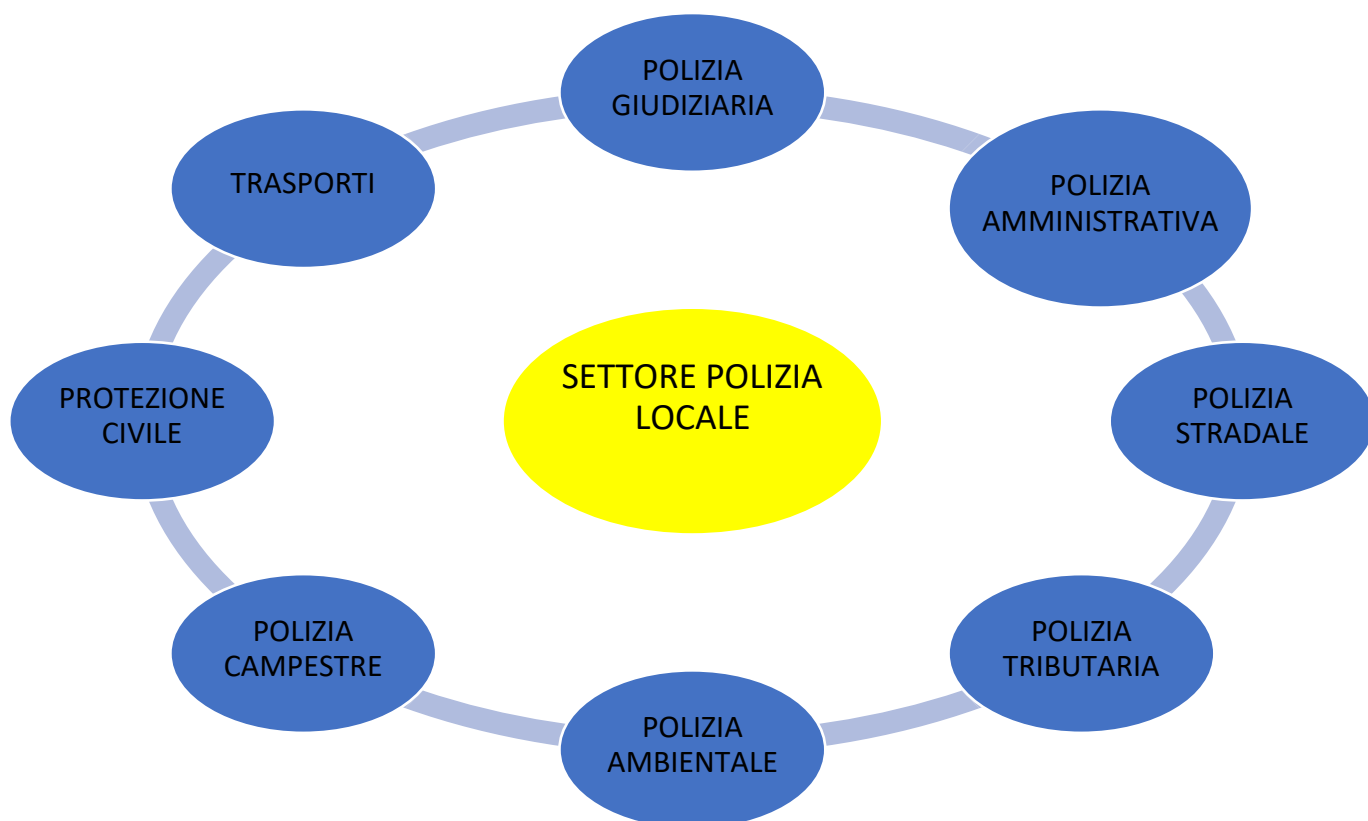 POLIZIA
GIUDIZIARIA
TRASPORTI
POLIZIA
AMMINISTRATIVA
SETTORE POLIZIA
LOCALE
PROTEZIONE
CIVILE
POLIZIA
STRADALE
POLIZIA
CAMPESTRE
POLIZIA
TRIBUTARIA
POLIZIA
AMBIENTALE